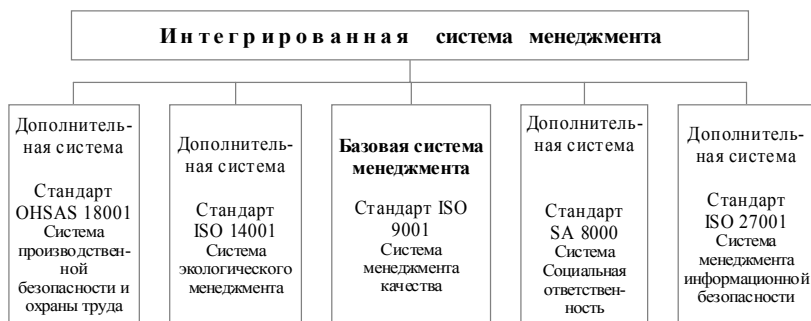 Интегрированная система менеджмента
Дополнитель-
ная система
Стандарт
OHSAS 18001
Система
производствен-
ной
безопасности и
охраны труда
Дополнитель-
ная система
Стандарт
ISO 14001
Система
экологического
менеджмента
Базовая система
менеджмента
Стандарт ISO
9001
Система
менеджмента
качества
Дополнитель-
ная система
Стандарт
SA 8000
Система
Социальная
ответствен-
ность
Дополнитель-
ная система
Стандарт
ISO 27001
Система
менеджмента
информационной
безопасности